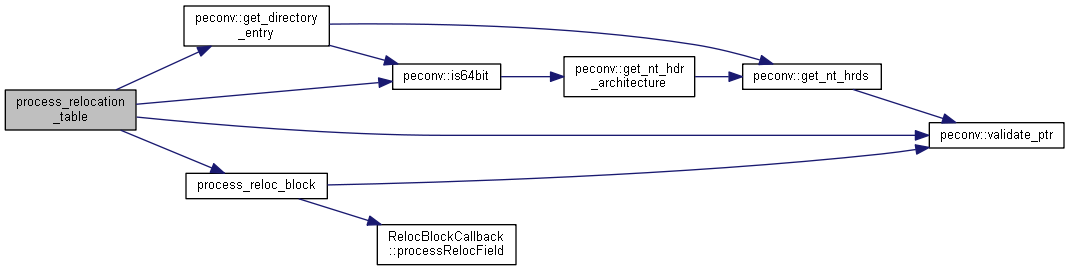 peconv::get_directory
_entry
peconv::is64bit
peconv::get_nt_hdr
_architecture
peconv::get_nt_hrds
process_relocation
_table
peconv::validate_ptr
process_reloc_block
RelocBlockCallback
::processRelocField